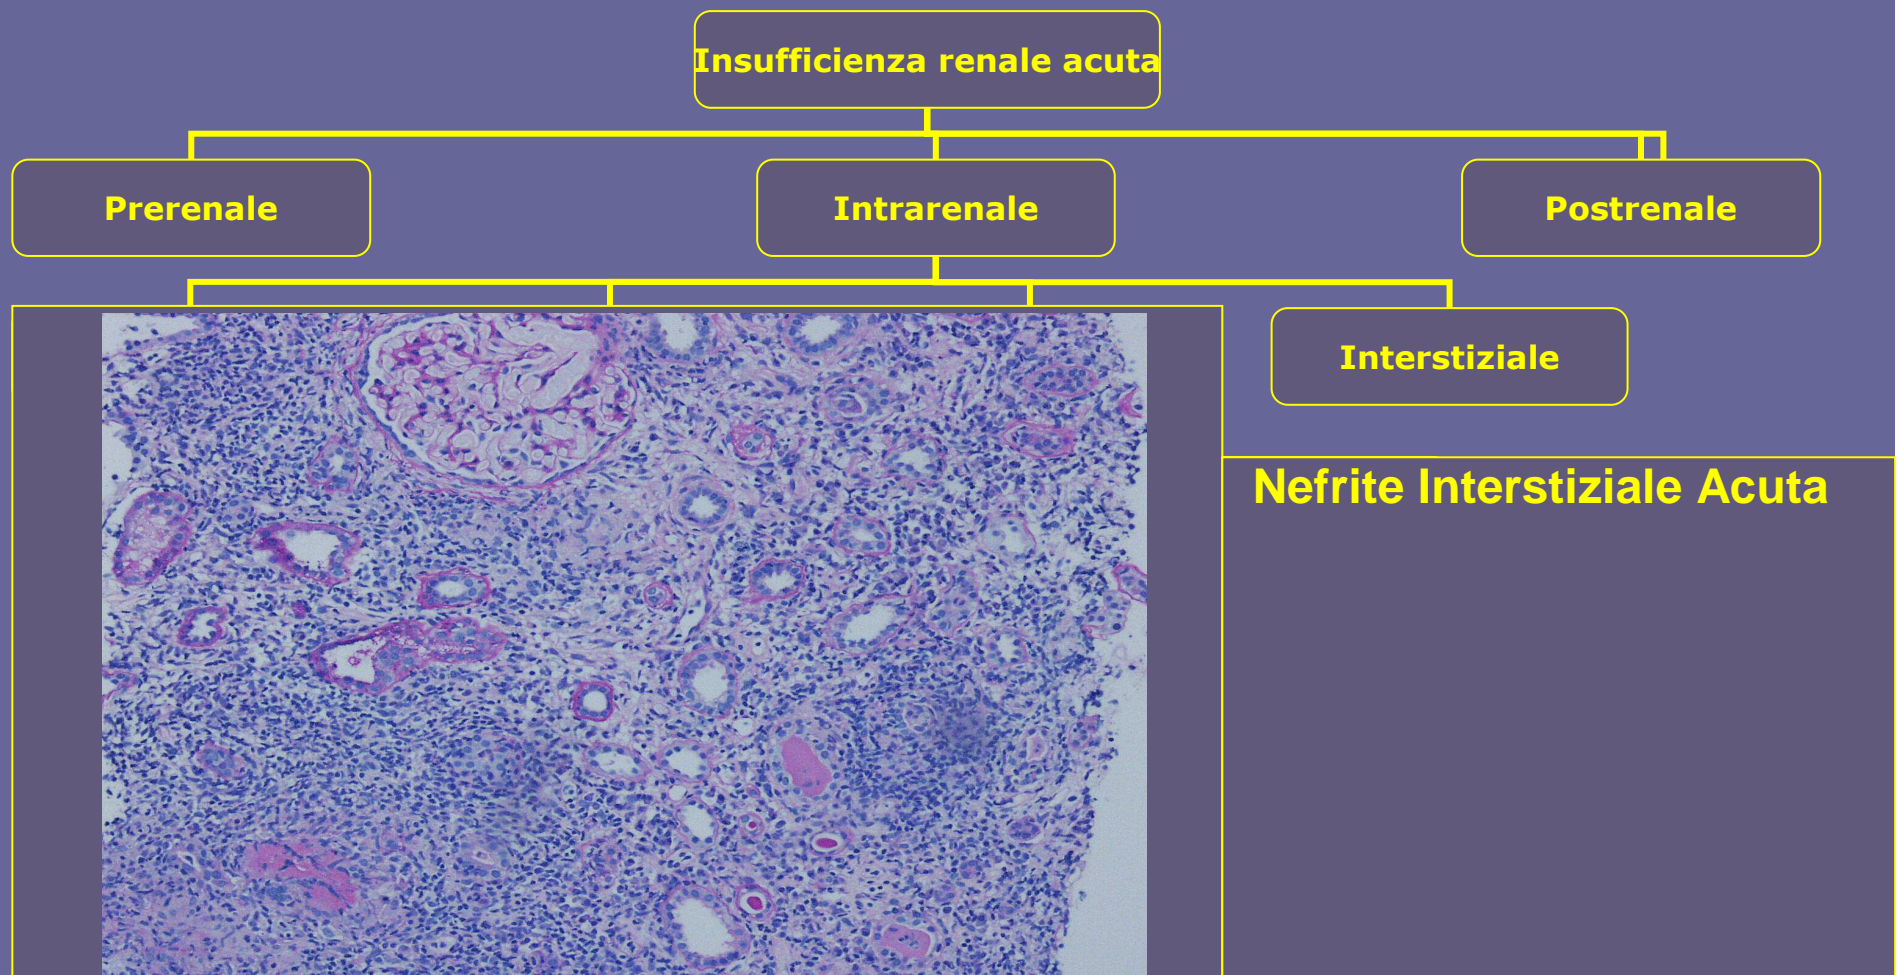 Insufficienza renale acuta
Prerenale
Intrarenale
Postrenale
Interstiziale
Nefrite Interstiziale Acuta